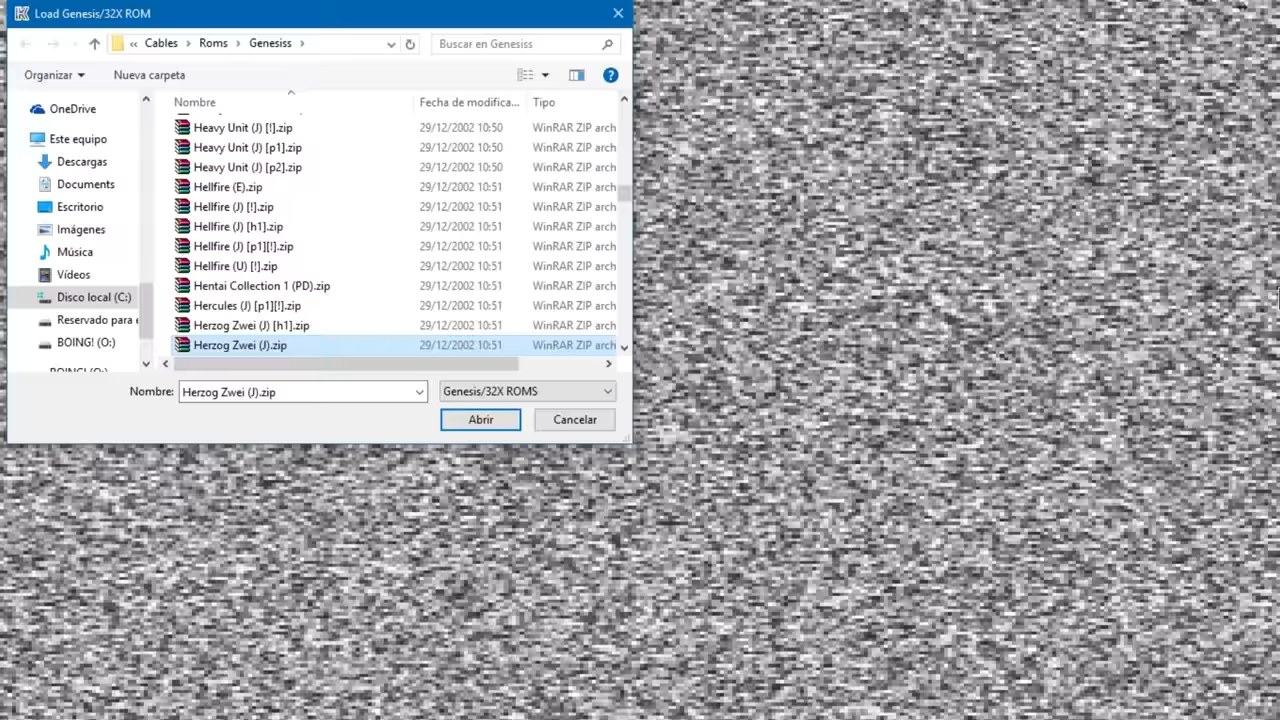 Load Genesis/32X ROM
« Cables > Roms > Genesiss >
Buscar en Genesiss
Organizar
Nueva carpeta
OneDrive
Este equipo
Descargas
Documents
Escritorio
Imágenes
Música
Vídeos
Disco local (C:)
Reservado para e
BOING! (O:)
Nombre Fecha de modifica... Tipo
Heavy Unit (J) [!].zip 29/12/2002 10:50 WinRAR ZIP arch
Heavy Unit (J) [p1].zip 29/12/2002 10:50 WinRAR ZIP arch
Heavy Unit (J) [p2].zip 29/12/2002 10:50 WinRAR ZIP arch
Hellfire (E).zip 29/12/2002 10:51 WinRAR ZIP arch
Hellfire (J) [!].zip 29/12/2002 10:51 WinRAR ZIP arch
Hellfire (J) [h1].zip 29/12/2002 10:51 WinRAR ZIP arch
Hellfire (J) [p1][!].zip 29/12/2002 10:51 WinRAR ZIP arch
Hellfire (U) [!].zip 29/12/2002 10:51 WinRAR ZIP arch
Hentai Collection 1 (PD).zip 29/12/2002 10:51 WinRAR ZIP arch
Hercules (J) [p1][!].zip 29/12/2002 10:51 WinRAR ZIP arch
Herzog Zwei (J) [h1].zip 29/12/2002 10:51 WinRAR ZIP arch
Herzog Zwei (J).zip 29/12/2002 10:51 WinRAR ZIP arch
Nombre: Herzog Zwei (J).zip
Genesis/32X ROMS
Abrir
Cancelar